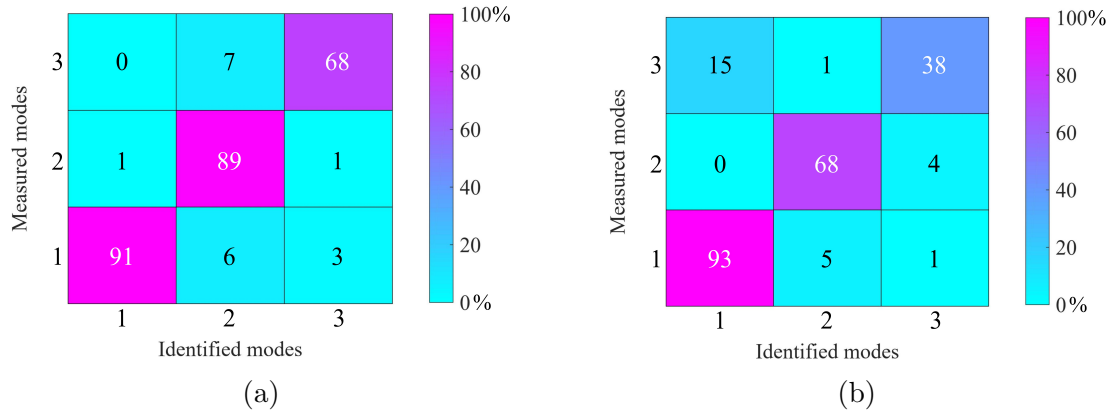 100%
80
60
40
20
0%
3
0 7 68
2
1 89 1
1
91 6 3
1 2 3
Measured modes
Identified modes
(a)
100%
80
60
40
20
0%
3
15 1 38
2
0 68 4
1
93 5 1
1 2 3
Measured modes
Identified modes
(b)